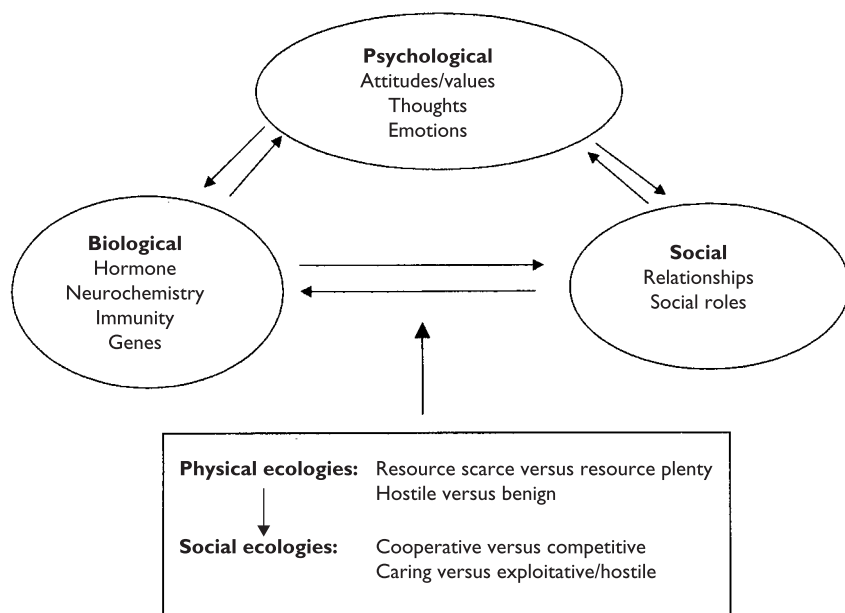 Psychological
Attitudes/values
Thoughts
Emotions
Biological
Hormone
Neurochemistry
Immunity
Genes
Social
Relationships
Social roles
Physical ecologies: Resource scarce versus resource plenty
Hostile versus benign
Social ecologies: Cooperative versus competitive
Caring versus exploitative/hostile